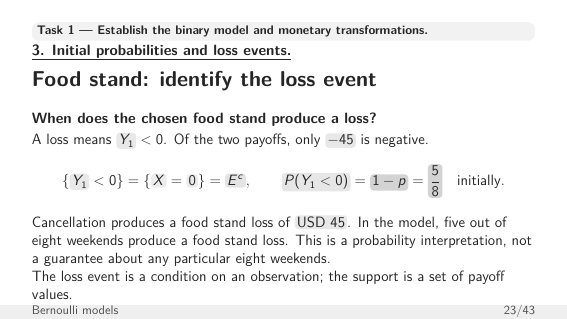 Task 1 — Establish the binary model and monetary transformations.
3. Initial probabilities and loss events.
Food stand: identify the loss event
When does the chosen food stand produce a loss?
A loss means Y₁ < 0. Of the two payoffs, only −45 is negative.
{Y₁ < 0} = {X = 0} = Eᶜ, P(Y₁ < 0) = 1 − p = 5/8 initially.
Cancellation produces a food stand loss of USD 45. In the model, five out of
eight weekends produce a food stand loss. This is a probability interpretation, not
a guarantee about any particular eight weekends.
The loss event is a condition on an observation; the support is a set of payoff
values.
Bernoulli models 23/43